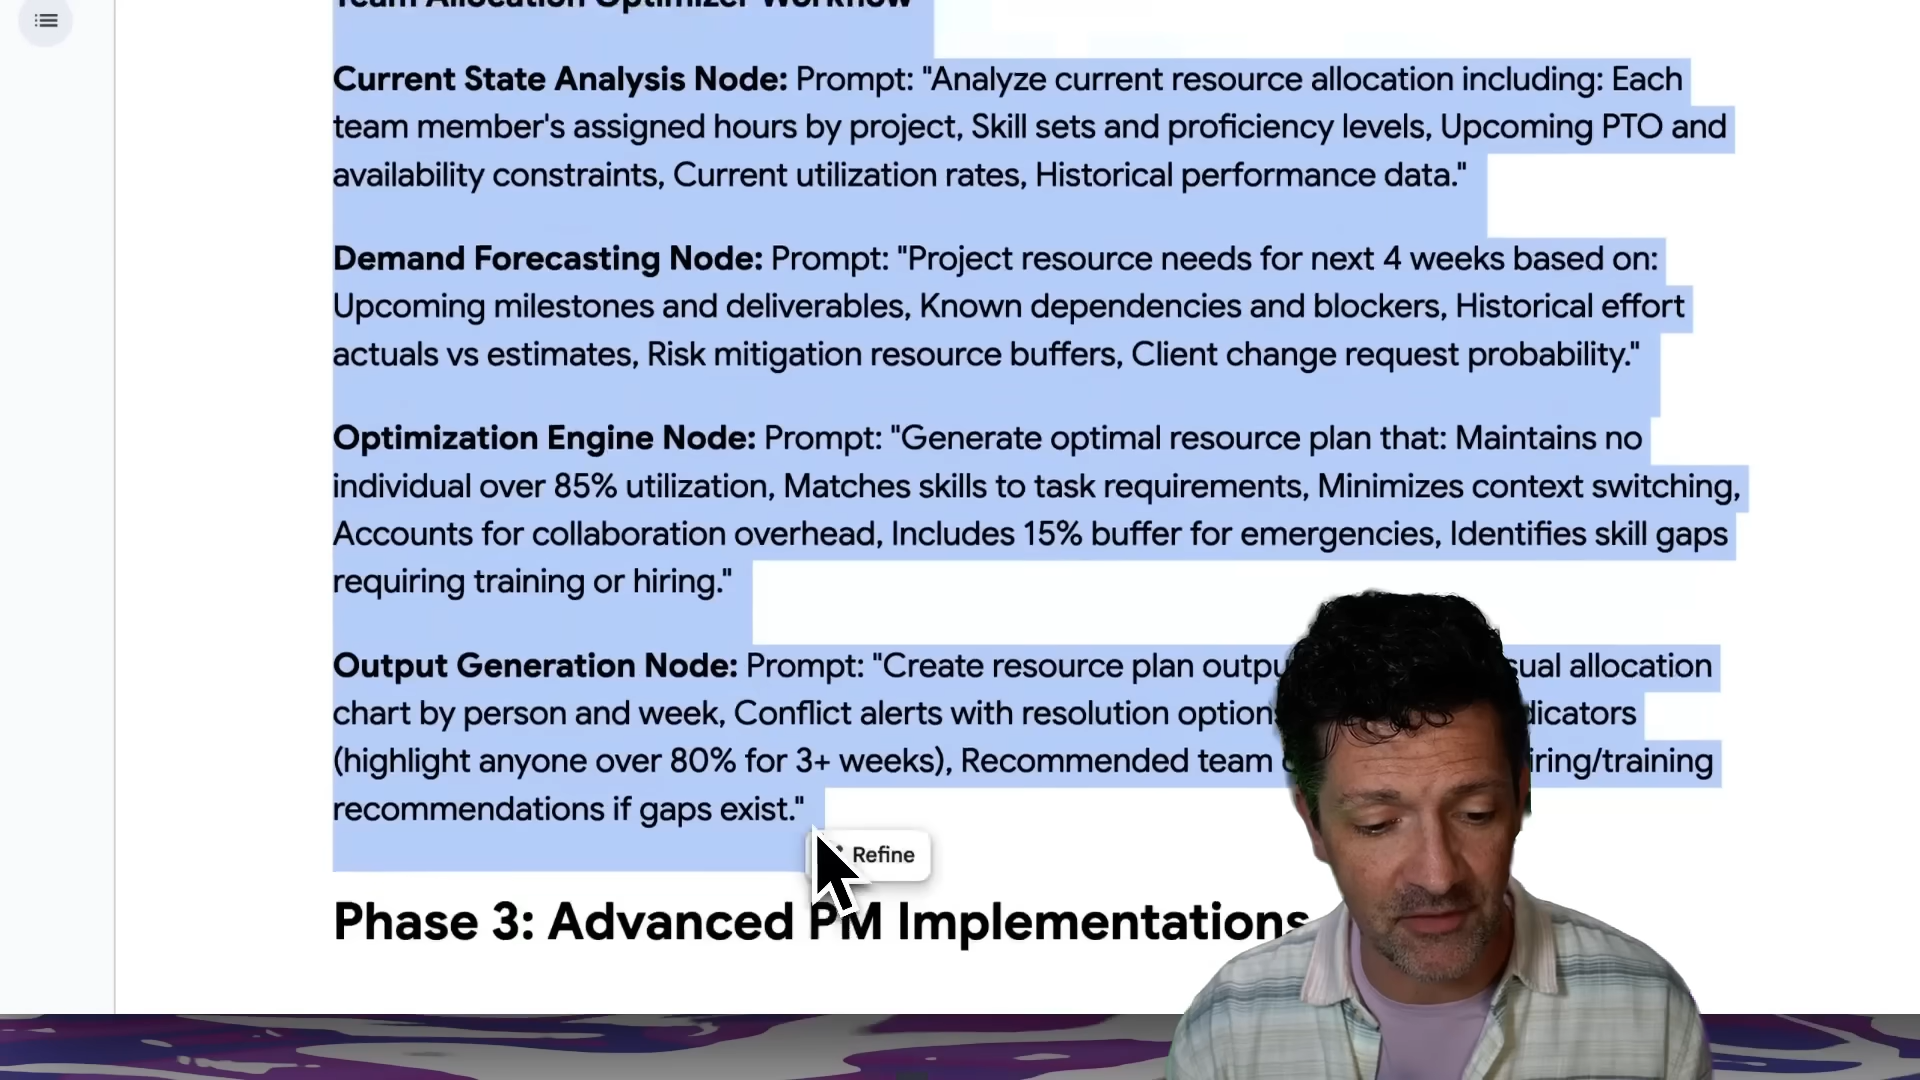 Team Allocation Optimizer Workflow
Current State Analysis Node: Prompt: "Analyze current resource allocation including: Each
team member's assigned hours by project, Skill sets and proficiency levels, Upcoming PTO and
availability constraints, Current utilization rates, Historical performance data."
Demand Forecasting Node: Prompt: "Project resource needs for next 4 weeks based on:
Upcoming milestones and deliverables, Known dependencies and blockers, Historical effort
actuals vs estimates, Risk mitigation resource buffers, Client change request probability."
Optimization Engine Node: Prompt: "Generate optimal resource plan that: Maintains no
individual over 85% utilization, Matches skills to task requirements, Minimizes context switching,
Accounts for collaboration overhead, Includes 15% buffer for emergencies, Identifies skill gaps
requiring training or hiring."
Output Generation Node: Prompt: "Create resource plan allocation
chart by person and week, Conflict alerts with resolution
(highlight anyone over 80% for 3+ weeks), Recommended team
recommendations if gaps exist."
Refine
Phase 3: Advanced PM Implementations